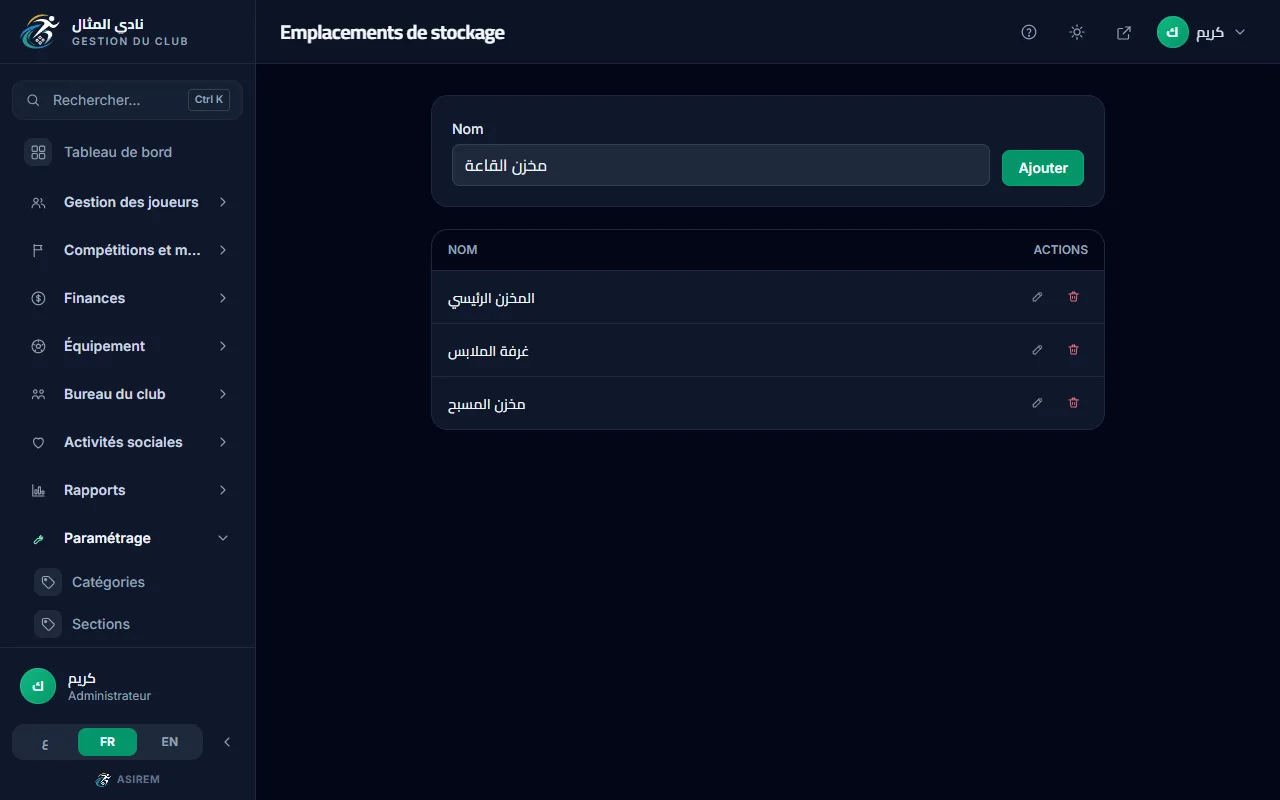 نادي المثال
GESTION DU CLUB
Emplacements de stockage
ك
كريم
Rechercher...
Ctrl K
Tableau de bord
Gestion des joueurs
Compétitions et m...
Finances
Équipement
Bureau du club
Activités sociales
Rapports
Paramétrage
Catégories
Sections
ك
كريم
Administrateur
ع
FR
EN
ASIREM
Nom
مخزن القاعة
Ajouter
NOM
ACTIONS
المخزن الرئيسي
غرفة الملابس
مخزن المسبح